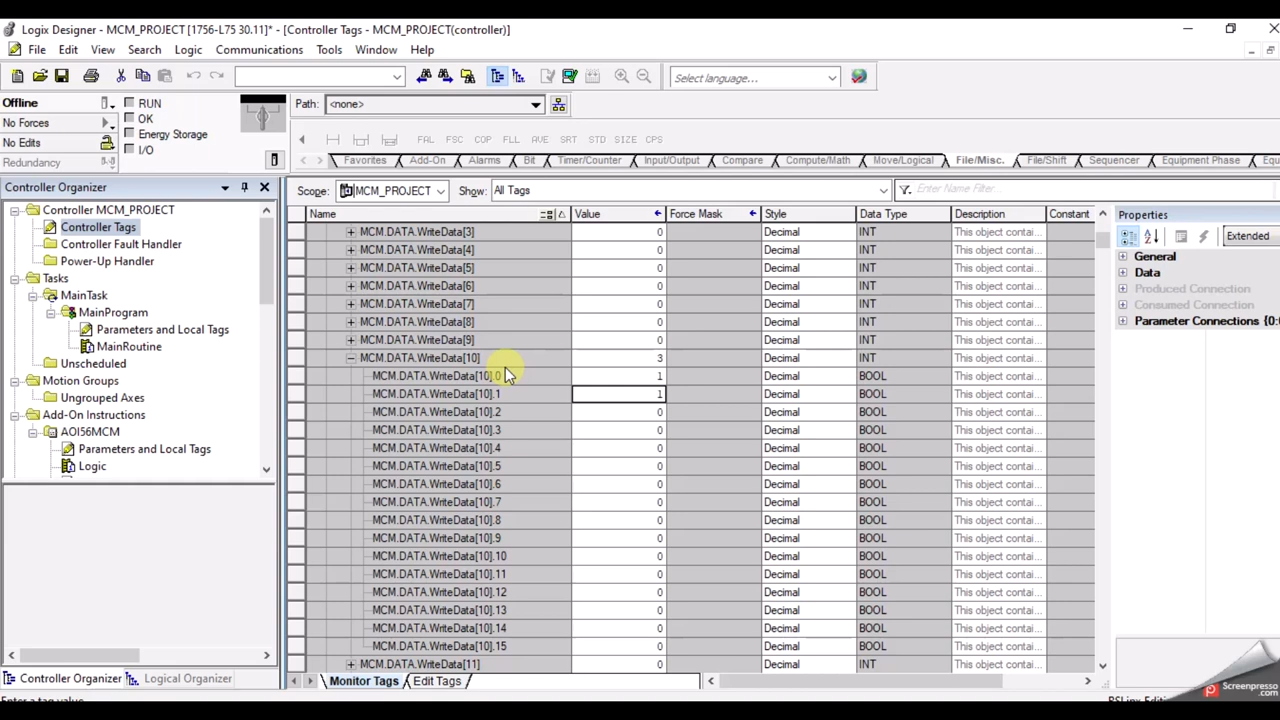 Logix Designer - MCM_PROJECT [1756-L75 30.11]* - [Controller Tags - MCM_PROJECT(controller)]
File Edit View Search Logic Communications Tools Window Help
Select language...
Offline RUN Path: <none>
No Forces OK
No Edits Energy Storage FAL FSC COP FLL AVE SRT STD SIZE CPS
Redundancy I/O Favorites Add-On Alarms Bit Timer/Counter Input/Output Compare Compute/Math Move/Logical File/Misc. File/Shift Sequencer Equipment Phase
Controller Organizer
Controller MCM_PROJECT
Controller Tags
Controller Fault Handler
Power-Up Handler
Tasks
MainTask
MainProgram
Parameters and Local Tags
MainRoutine
Unscheduled
Motion Groups
Ungrouped Axes
Add-On Instructions
AOI56MCM
Parameters and Local Tags
Logic
Controller Organizer Logical Organizer
Scope: MCM_PROJECT Show: All Tags Enter Name Filter...
Name Value Force Mask Style Data Type Description Constant
MCM.DATA.WriteData[3] 0 Decimal INT This object contai...
MCM.DATA.WriteData[4] 0 Decimal INT This object contai...
MCM.DATA.WriteData[5] 0 Decimal INT This object contai...
MCM.DATA.WriteData[6] 0 Decimal INT This object contai...
MCM.DATA.WriteData[7] 0 Decimal INT This object contai...
MCM.DATA.WriteData[8] 0 Decimal INT This object contai...
MCM.DATA.WriteData[9] 0 Decimal INT This object contai...
MCM.DATA.WriteData[10] 3 Decimal INT This object contai...
MCM.DATA.WriteData[10].0 1 Decimal BOOL This object contai...
MCM.DATA.WriteData[10].1 1 Decimal BOOL This object contai...
MCM.DATA.WriteData[10].2 0 Decimal BOOL This object contai...
MCM.DATA.WriteData[10].3 0 Decimal BOOL This object contai...
MCM.DATA.WriteData[10].4 0 Decimal BOOL This object contai...
MCM.DATA.WriteData[10].5 0 Decimal BOOL This object contai...
MCM.DATA.WriteData[10].6 0 Decimal BOOL This object contai...
MCM.DATA.WriteData[10].7 0 Decimal BOOL This object contai...
MCM.DATA.WriteData[10].8 0 Decimal BOOL This object contai...
MCM.DATA.WriteData[10].9 0 Decimal BOOL This object contai...
MCM.DATA.WriteData[10].10 0 Decimal BOOL This object contai...
MCM.DATA.WriteData[10].11 0 Decimal BOOL This object contai...
MCM.DATA.WriteData[10].12 0 Decimal BOOL This object contai...
MCM.DATA.WriteData[10].13 0 Decimal BOOL This object contai...
MCM.DATA.WriteData[10].14 0 Decimal BOOL This object contai...
MCM.DATA.WriteData[10].15 0 Decimal BOOL This object contai...
MCM.DATA.WriteData[11] 0 Decimal INT This object contai...
Monitor Tags Edit Tags
Properties
Extended
General
Data
Produced Connection
Consumed Connection
Parameter Connections {0:
Screenpresso
.com